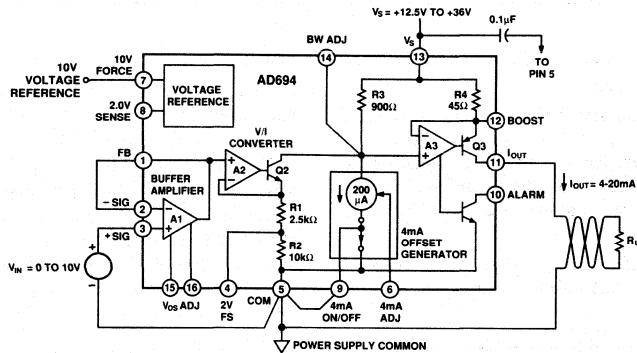 V_S = +12.5V TO +36V
0.1µF
TO
PIN 5
BW ADJ
V_S
14
13
10V
FORCE
10V
VOLTAGE
REFERENCE
7
VOLTAGE
REFERENCE
AD694
2.0V
SENSE
8
R3
900Ω
R4
45Ω
12
BOOST
V/I
CONVERTER
FB
1
+
A2
−
Q2
+
A3
Q3
11
I_OUT
BUFFER
AMPLIFIER
− SIG
2
−
A1
+SIG
3
+
R1
2.5kΩ
R2
10kΩ
200
µA
4mA
OFFSET
GENERATOR
10
ALARM
I_OUT = 4-20mA
R_L
+
V_IN = 0 TO 10V
−
15
16
4
5
9
6
V_OS ADJ
2V
FS
COM
4mA
ON/OFF
4mA
ADJ
POWER SUPPLY COMMON